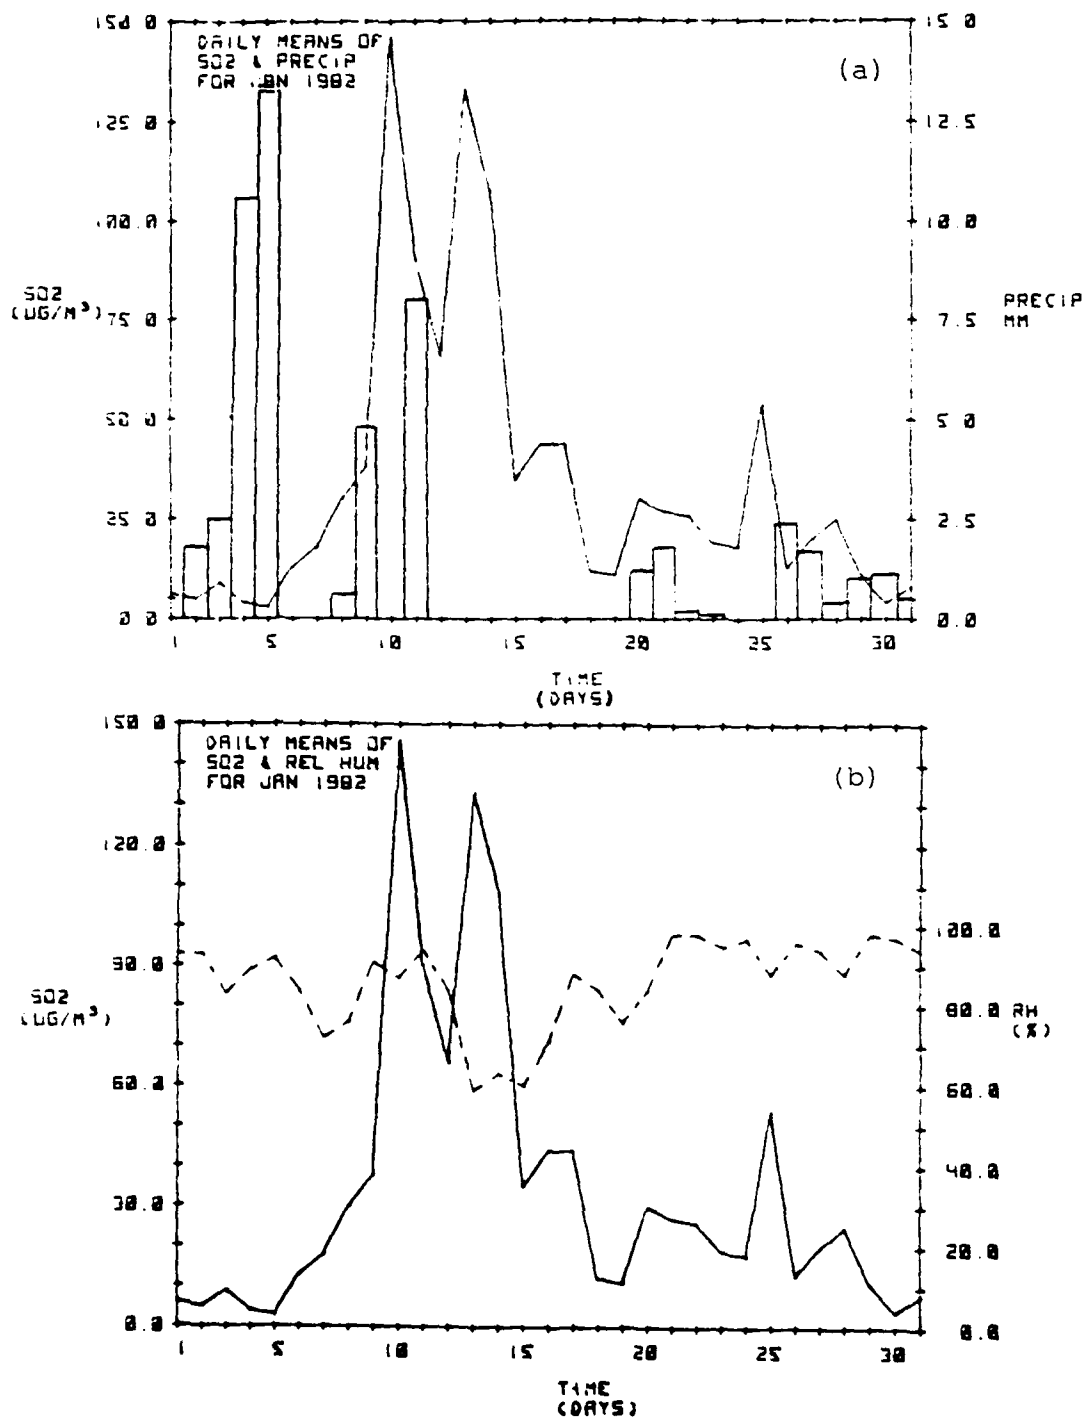 DAILY MEANS OF
SO2 & PRECIP
FOR JAN 1982
(a)
150.0
125.0
100.0
75.0
50.0
25.0
0.0
SO2
(UG/M³)
15.0
12.5
10.0
7.5
5.0
2.5
0.0
PRECIP
MM
1 5 10 15 20 25 30
TIME
(DAYS)
DAILY MEANS OF
SO2 & REL HUM
FOR JAN 1982
(b)
150.0
120.0
90.0
60.0
30.0
0.0
SO2
(UG/M³)
100.0
80.0
60.0
40.0
20.0
0.0
RH
(%)
1 5 10 15 20 25 30
TIME
(DAYS)